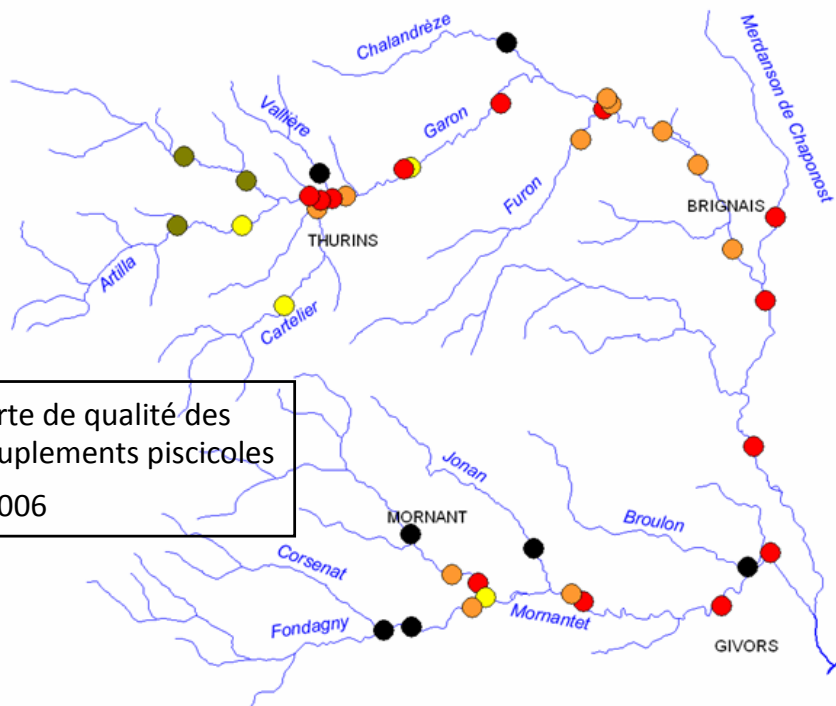 Chalandrèze
Merdanson de Chaponost
Vallière
Garon
Furon
BRIGNAIS
THURINS
Artilla
Cartelier
rte de qualité des
uplements piscicoles
006
Jonan
MORNANT
Broulon
Corsenat
Fondagny
Mornantet
GIVORS